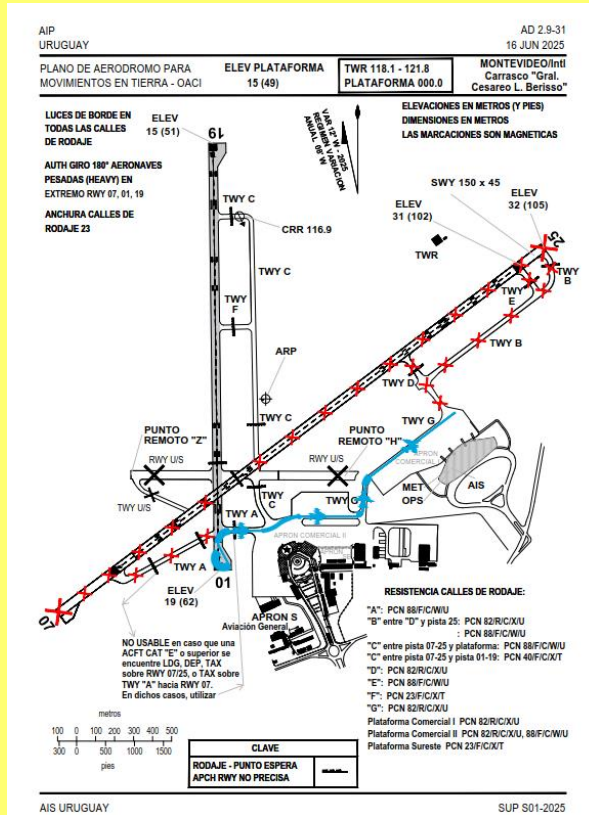 AIP
URUGUAY
AD 2.9-31
16 JUN 2025
PLANO DE AERODROMO PARA
MOVIMIENTOS EN TIERRA - OACI
ELEV PLATAFORMA
15 (49)
TWR 118.1 - 121.8
PLATAFORMA 000.0
MONTEVIDEO/Intl
Carrasco "Gral.
Cesareo L. Berisso"
LUCES DE BORDE EN
TODAS LAS CALLES
DE RODAJE
AUTH GIRO 180° AERONAVES
PESADAS (HEAVY) EN
EXTREMO RWY 07, 01, 19
ANCHURA CALLES DE
RODAJE 23
ELEV
15 (51)
19
VAR 12° W - 2025
REGIMEN VARIACION
ANUAL 08' W
ELEVACIONES EN METROS (Y PIES)
DIMENSIONES EN METROS
LAS MARCACIONES SON MAGNETICAS
SWY 150 x 45
ELEV
31 (102)
ELEV
32 (105)
25
TWR
TWY C
CRR 116.9
TWY C
TWY
F
TWY
E
TWY
B
TWY B
ARP
TWY D
TWY C
TWY G
PUNTO
REMOTO "Z"
PUNTO
REMOTO "H"
RWY U/S
RWY U/S
APRON
COMERCIAL I
TWY U/S
TWY
C
TWY G
MET
OPS
AIS
TWY A
APRON COMERCIAL II
APRON
TWY A
01
ELEV
19 (62)
07
APRON S
Aviación General
NO USABLE en caso que una
ACFT CAT "E" o superior se
encuentre LDG, DEP, TAX
sobre RWY 07/25, o TAX sobre
TWY "A" hacia RWY 07.
En dichos casos, utilizar
RESISTENCIA CALLES DE RODAJE:
"A": PCN 88/F/C/W/U
"B" entre "D" y pista 25: PCN 82/R/C/X/U
: PCN 88/F/C/W/U
"C" entre pista 07-25 y plataforma: PCN 88/F/C/W/U
"C" entre pista 07-25 y pista 01-19: PCN 40/F/C/X/T
"D": PCN 82/R/C/X/U
"E": PCN 88/F/C/W/U
"F": PCN 23/F/C/X/T
"G": PCN 82/R/C/X/U
Plataforma Comercial I PCN 82/R/C/X/U
Plataforma Comercial II PCN 82/R/C/X/U, 88/F/C/W/U
Plataforma Sureste PCN 23/F/C/X/T
metros
100 0 100 200 300 400 500
300 0 500 1000 1500
pies
CLAVE
RODAJE - PUNTO ESPERA
APCH RWY NO PRECISA
AIS URUGUAY
SUP S01-2025